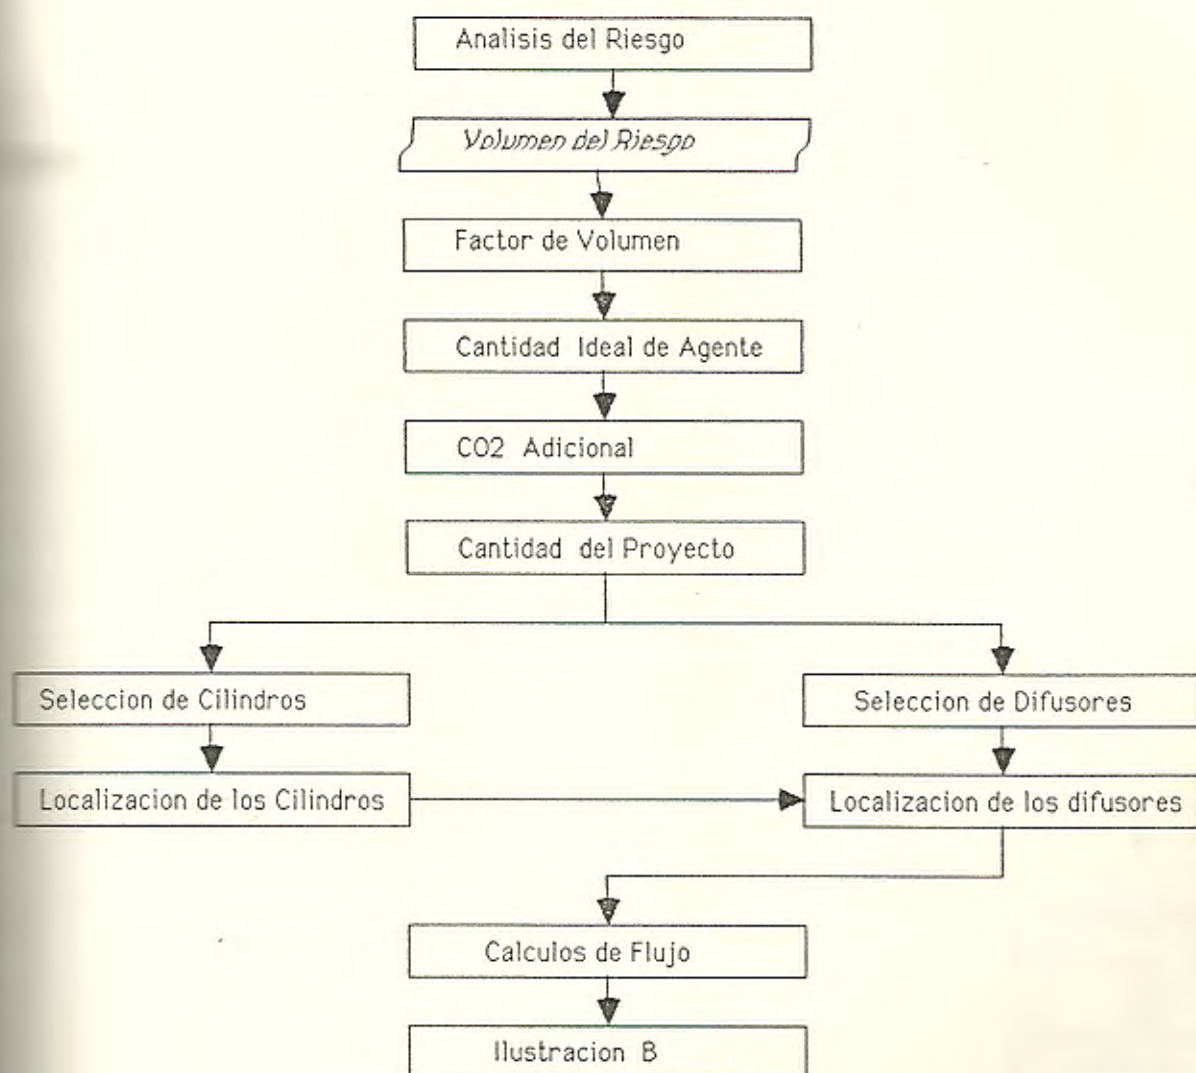 Analisis del Riesgo
Volumen del Riesgo
Factor de Volumen
Cantidad Ideal de Agente
CO2 Adicional
Cantidad del Proyecto
Seleccion de Cilindros
Seleccion de Difusores
Localizacion de los Cilindros
Localizacion de los difusores
Calculos de Flujo
Ilustracion B